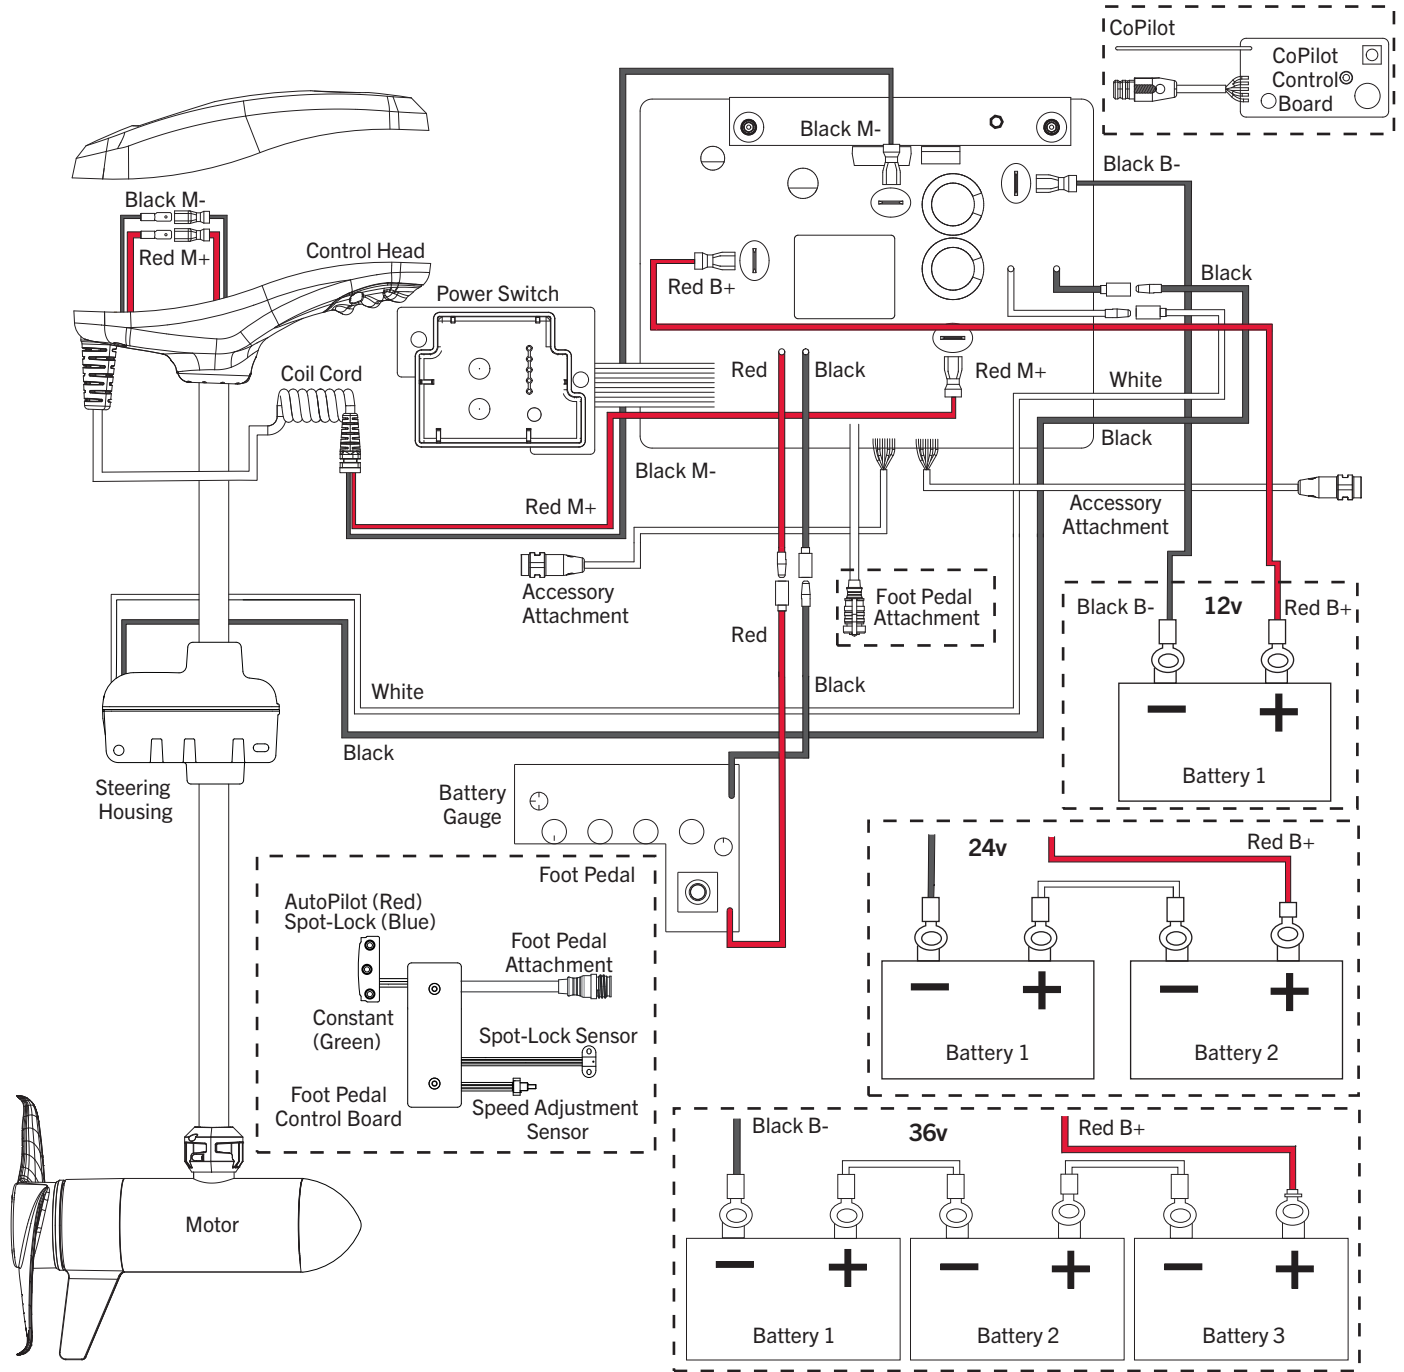 CoPilot
CoPilot
Control
Board
Black M-
Black B-
Black M-
Red M+
Control Head
Red B+
Black
Power Switch
Coil Cord
Red
Black
Red M+
White
Black
Black M-
Red M+
Accessory
Attachment
Accessory
Attachment
Foot Pedal
Attachment
Black B-
12v
Red B+
Red
Black
White
Black
Battery 1
Steering
Housing
Battery
Gauge
Foot Pedal
24v
Red B+
Battery 1
Battery 2
AutoPilot (Red)
Spot-Lock (Blue)
Foot Pedal
Attachment
Constant
(Green)
Spot-Lock Sensor
Foot Pedal
Control Board
Speed Adjustment
Sensor
Black B-
36v
Red B+
Motor
Battery 1
Battery 2
Battery 3